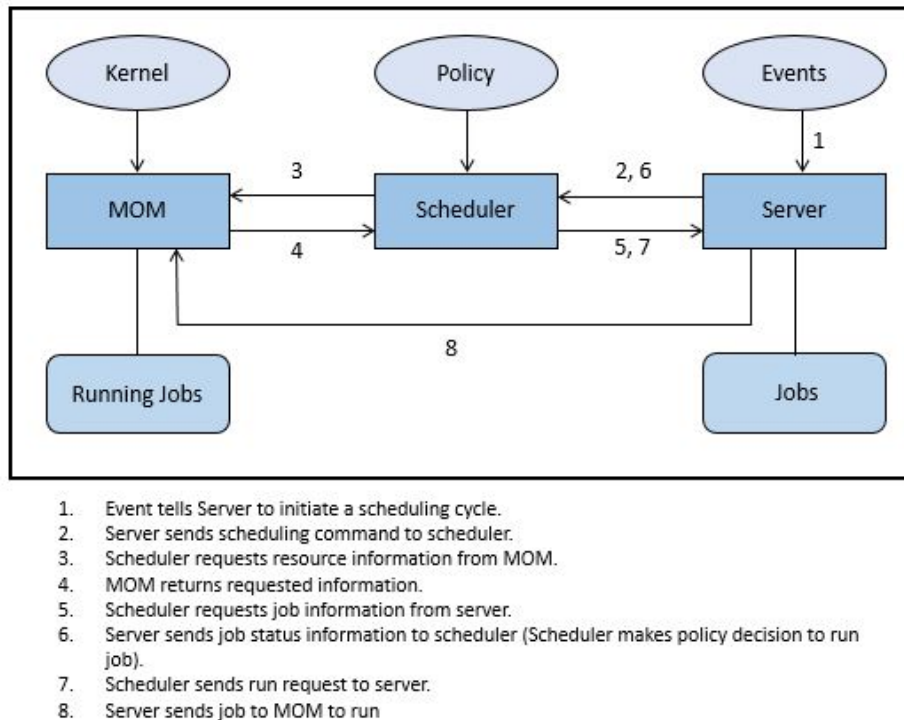 Kernel
Policy
Events
1
3
2, 6
MOM
Scheduler
Server
4
5, 7
8
Running Jobs
Jobs
1. Event tells Server to initiate a scheduling cycle.
2. Server sends scheduling command to scheduler.
3. Scheduler requests resource information from MOM.
4. MOM returns requested information.
5. Scheduler requests job information from server.
6. Server sends job status information to scheduler (Scheduler makes policy decision to run
job).
7. Scheduler sends run request to server.
8. Server sends job to MOM to run